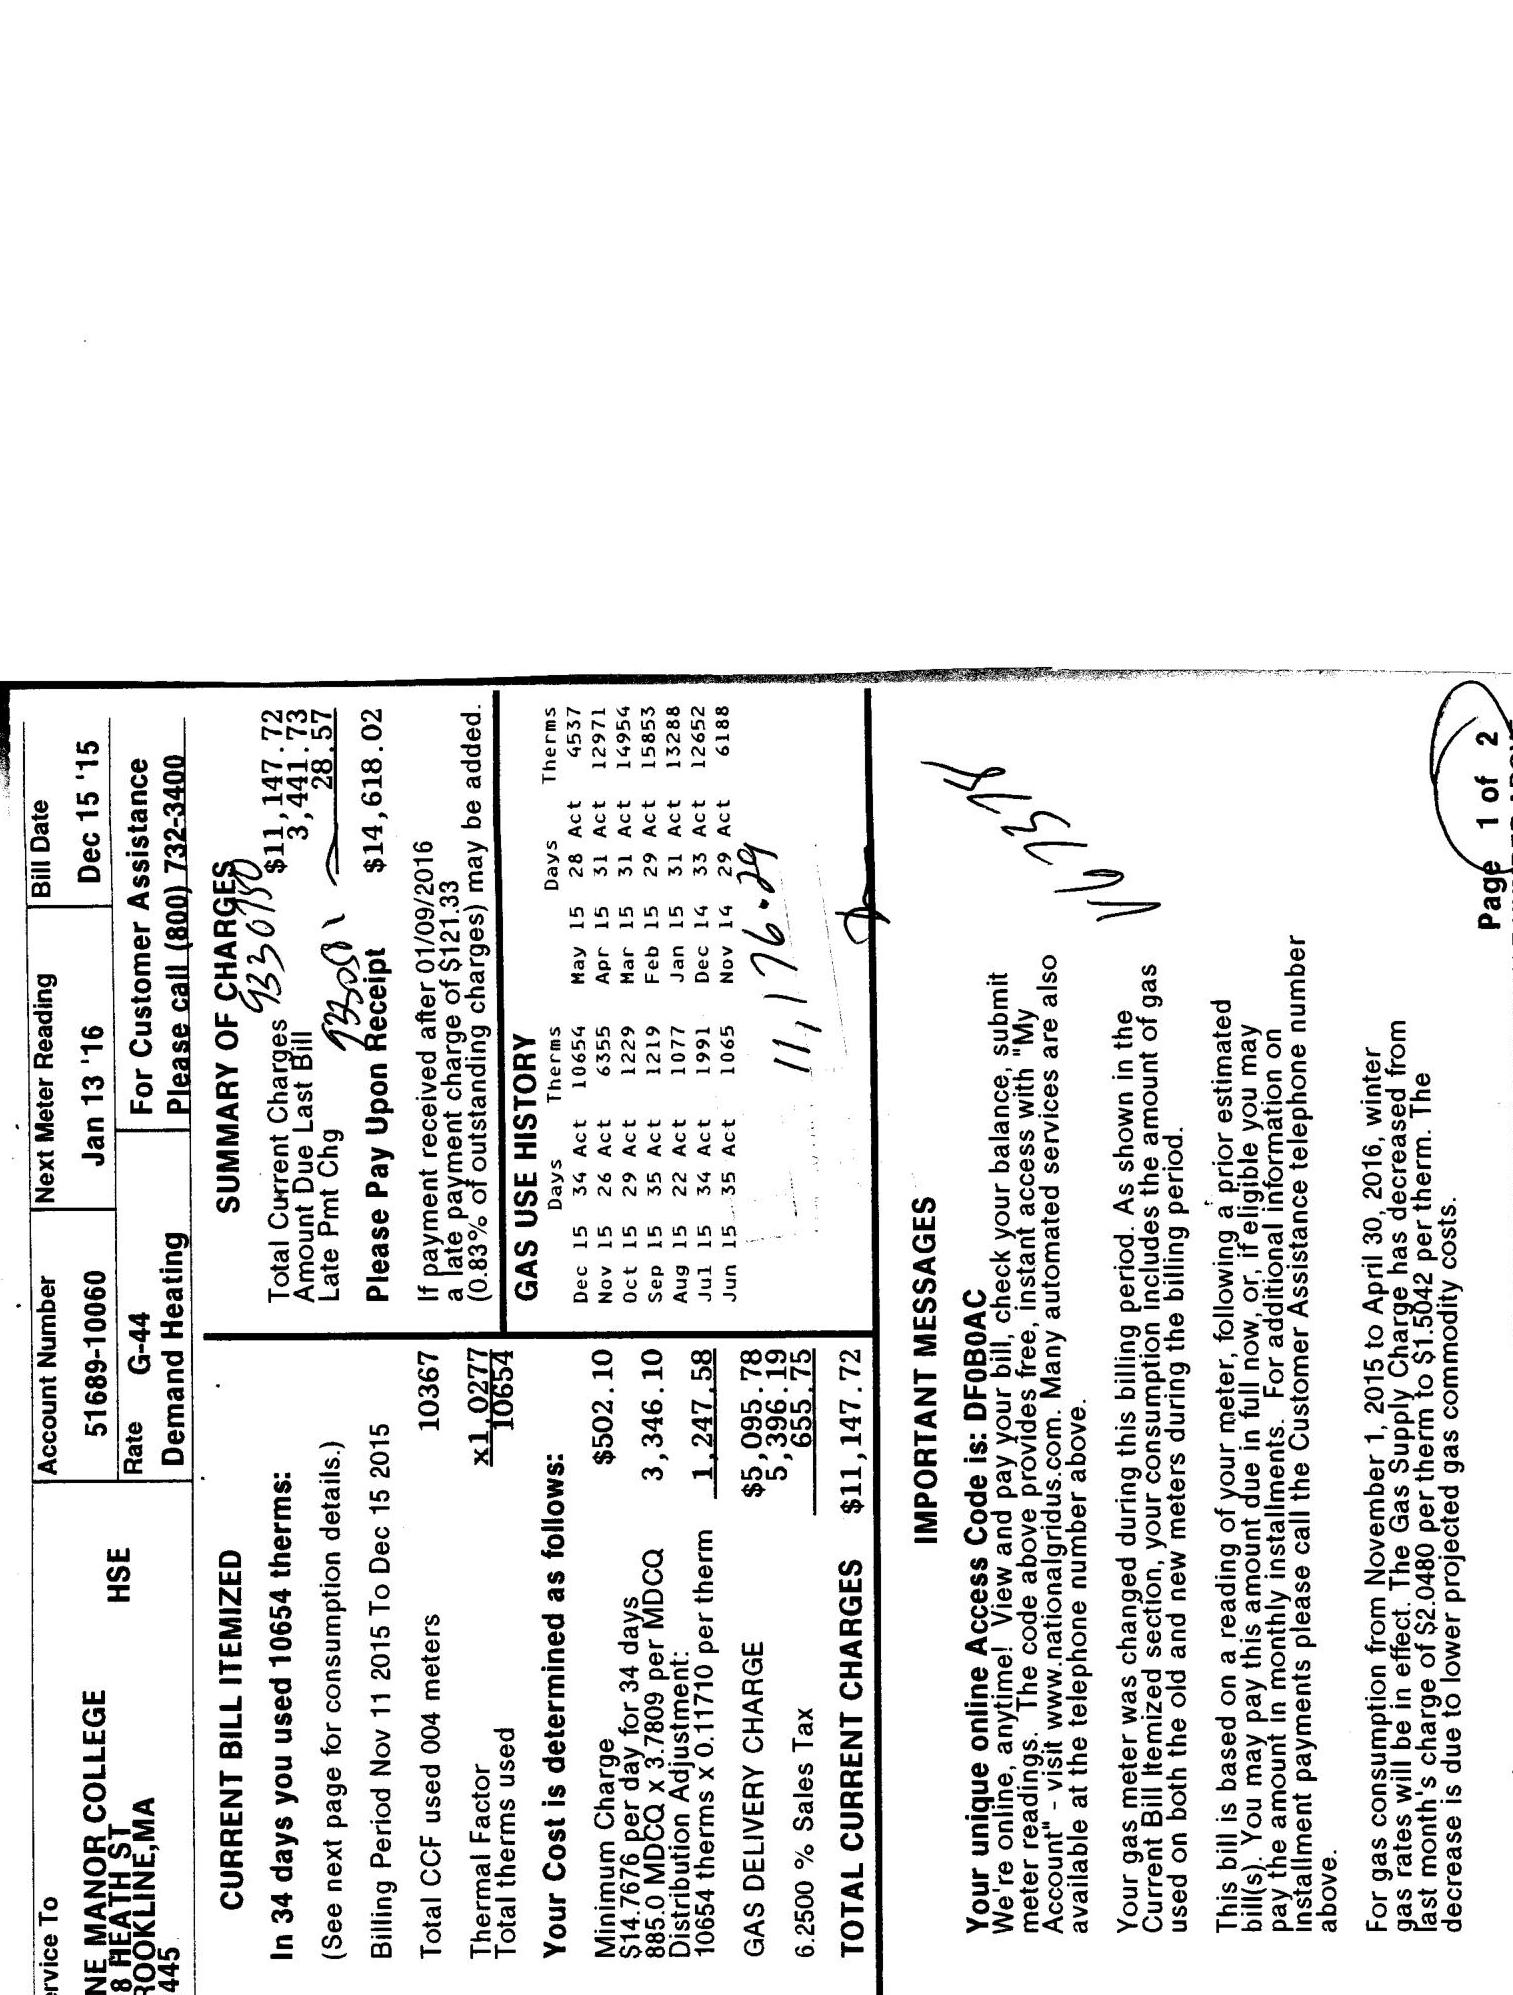 ervice To
NE MANOR COLLEGE HSE
8 HEATH ST
ROOKLINE,MA
445
Account Number
51689-10060
Next Meter Reading
Jan 13 '16
Bill Date
Dec 15 '15
Rate G-44
Demand Heating
For Customer Assistance
Please call (800) 732-3400
CURRENT BILL ITEMIZED
In 34 days you used 10654 therms:
(See next page for consumption details.)
Billing Period Nov 11 2015 To Dec 15 2015
Total CCF used 004 meters 10367
Thermal Factor x1.0277
Total therms used 10654
Your Cost is determined as follows:
Minimum Charge
$14.7676 per day for 34 days $502.10
885.0 MDCQ x 3.7809 per MDCQ 3,346.10
Distribution Adjustment:
10654 therms x 0.11710 per therm 1,247.58
GAS DELIVERY CHARGE $5,095.78
5,396.19
6.2500 % Sales Tax 655.75
TOTAL CURRENT CHARGES $11,147.72
SUMMARY OF CHARGES
Total Current Charges $11,147.72
Amount Due Last Bill 3,441.73
Late Pmt Chg 28.57
Please Pay Upon Receipt $14,618.02
If payment received after 01/09/2016
a late payment charge of $121.33
(0.83% of outstanding charges) may be added.
GAS USE HISTORY
Days Therms Days Therms
Dec 15 34 Act 10654 May 15 28 Act 4537
Nov 15 26 Act 6355 Apr 15 31 Act 12971
Oct 15 29 Act 1229 Mar 15 31 Act 14954
Sep 15 35 Act 1219 Feb 15 29 Act 15853
Aug 15 22 Act 1077 Jan 15 31 Act 13288
Jul 15 34 Act 1991 Dec 14 33 Act 12652
Jun 15 35 Act 1065 Nov 14 29 Act 6188
11,176.29
IMPORTANT MESSAGES
Your unique online Access Code is: DF0B0AC
We're online, anytime! View and pay your bill, check your balance, submit
meter readings. The code above provides free, instant access with "My
Account" - visit www.nationalgridus.com. Many automated services are also
available at the telephone number above.
Your gas meter was changed during this billing period. As shown in the
Current Bill Itemized section, your consumption includes the amount of gas
used on both the old and new meters during the billing period.
This bill is based on a reading of your meter, following a prior estimated
bill(s). You may pay this amount due in full now, or, if eligible you may
pay the amount in monthly installments. For additional information on
installment payments please call the Customer Assistance telephone number
above.
For gas consumption from November 1, 2015 to April 30, 2016, winter
gas rates will be in effect. The Gas Supply Charge has decreased from
last month's charge of $2.0480 per therm to $1.5042 per therm. The
decrease is due to lower projected gas commodity costs.
Page 1 of 2